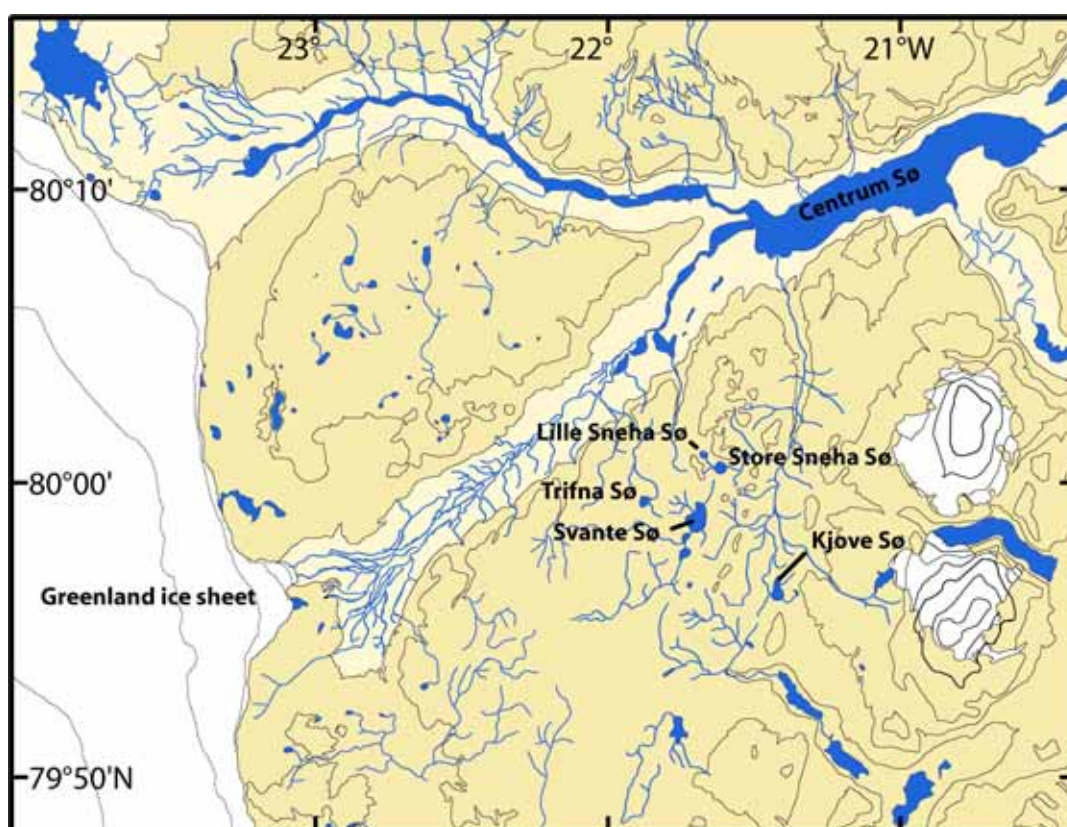 23°
22°
21°W
80°10'
Centrum Sø
Lille Sneha Sø
Store Sneha Sø
80°00'
Trifna Sø
Svante Sø
Kjove Sø
Greenland ice sheet
79°50'N